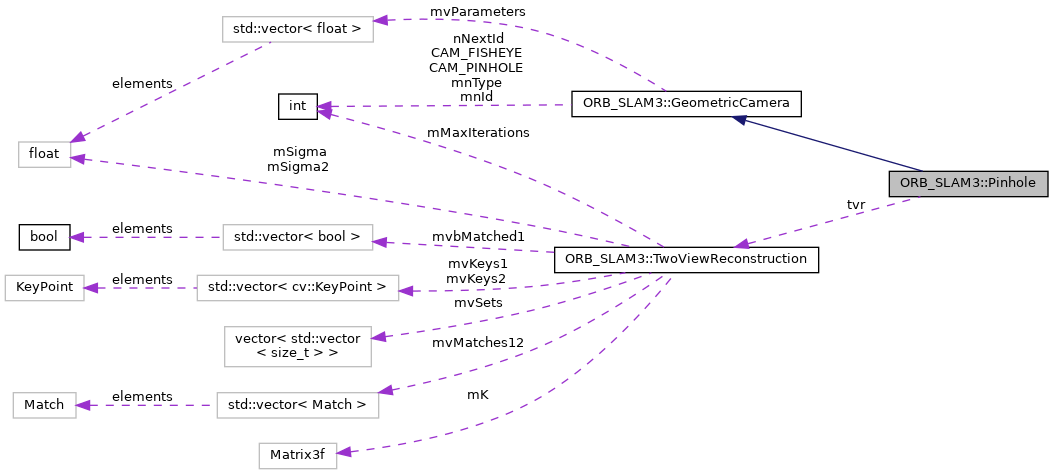 mvParameters
std::vector< float >
nNextId
CAM_FISHEYE
CAM_PINHOLE
mnType
mnId
elements
int
ORB_SLAM3::GeometricCamera
mMaxIterations
float
mSigma
mSigma2
ORB_SLAM3::Pinhole
tvr
bool
elements
std::vector< bool >
mvbMatched1
ORB_SLAM3::TwoViewReconstruction
mvKeys1
mvKeys2
KeyPoint
elements
std::vector< cv::KeyPoint >
mvSets
vector< std::vector
< size_t > >
mvMatches12
Match
elements
std::vector< Match >
mK
Matrix3f